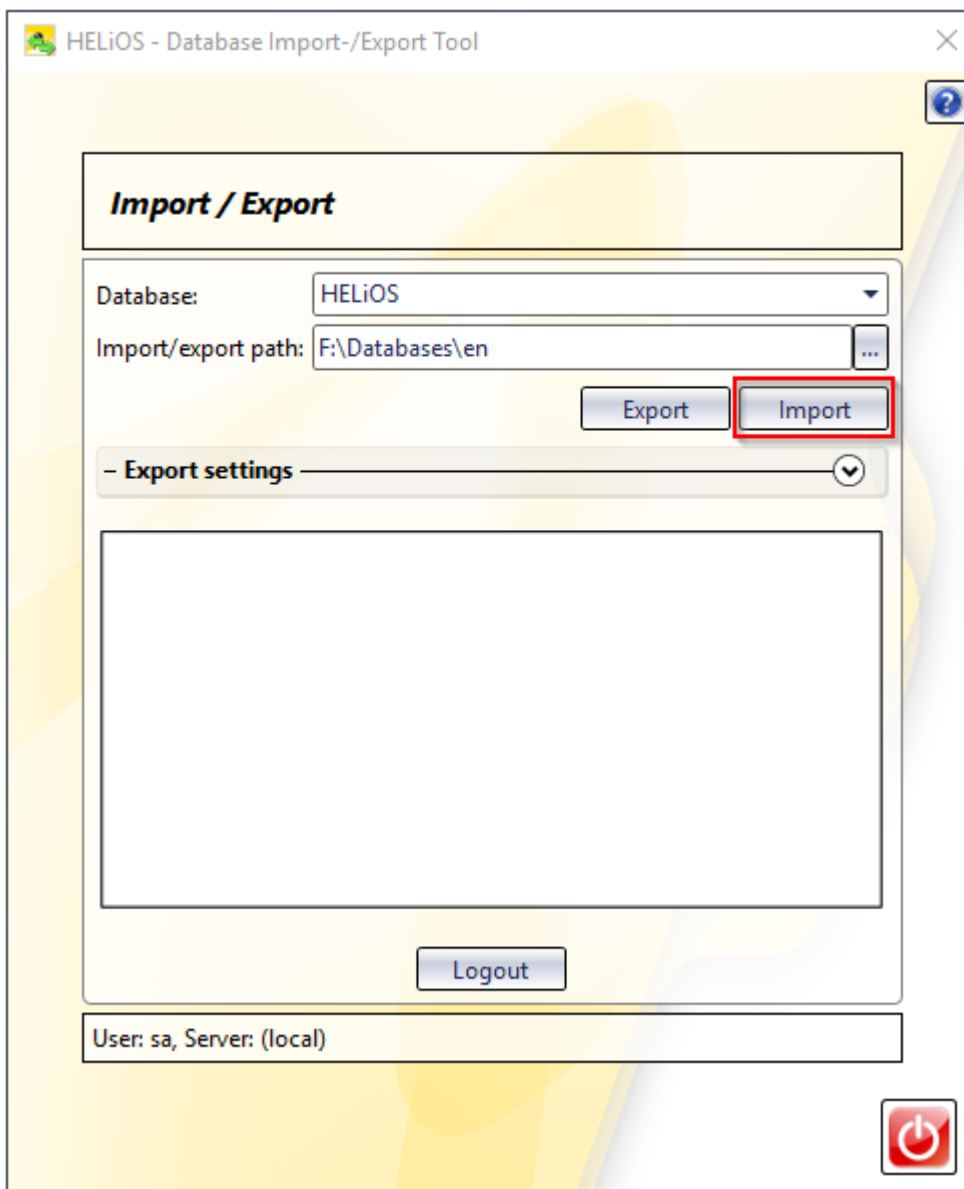 HELiOS - Database Import-/Export Tool
Import / Export
Database: HELiOS
Import/export path: F:\Databases\en ...
Export Import
– Export settings
Logout
User: sa, Server: (local)